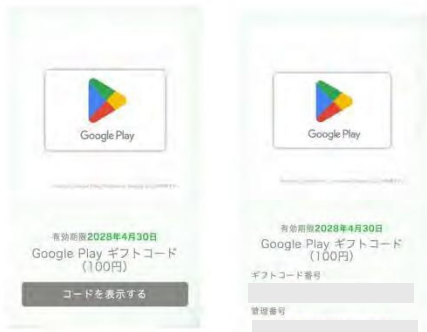 Google Play
有効期限2028年4月30日
Google Play ギフトコード
(100円)
コードを表示する
Google Play
有効期限2028年4月30日
Google Play ギフトコード
(100円)
ギフトコード番号
管理番号